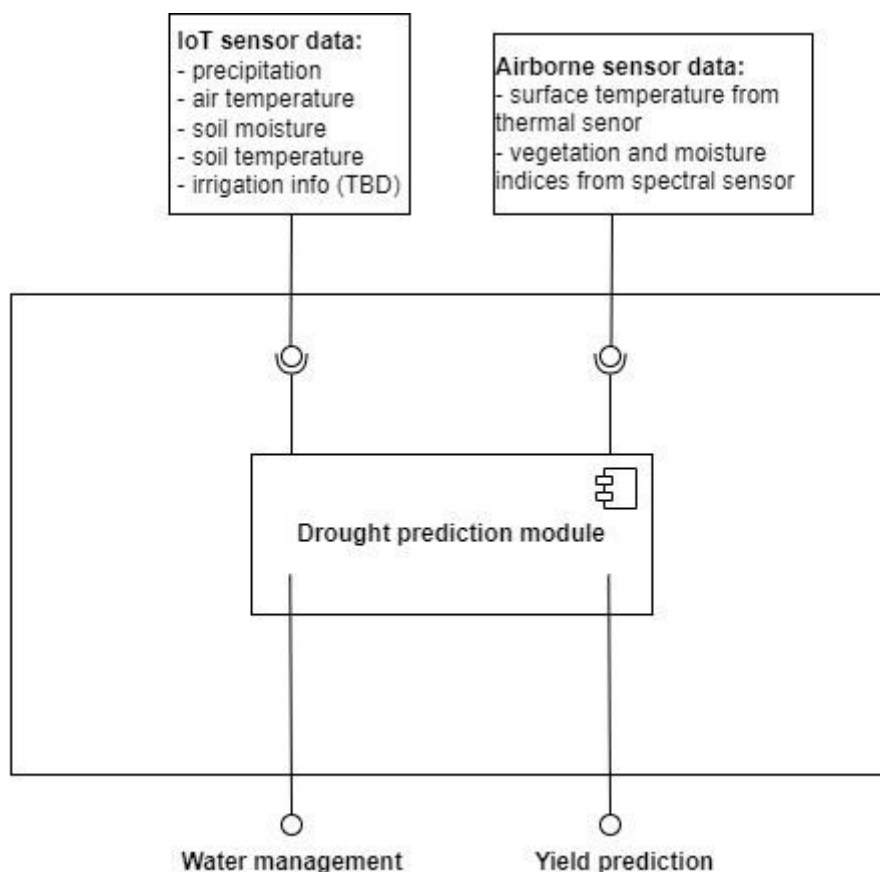 IoT sensor data:
- precipitation
- air temperature
- soil moisture
- soil temperature
- irrigation info (TBD)
Airborne sensor data:
- surface temperature from
thermal senor
- vegetation and moisture
indices from spectral sensor
Drought prediction module
Water management
Yield prediction